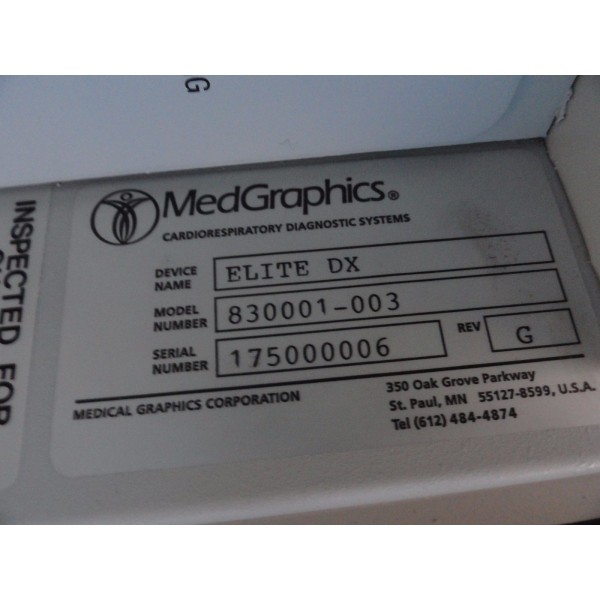 G
MedGraphics®
CARDIORESPIRATORY DIAGNOSTIC SYSTEMS
DEVICE NAME ELITE DX
MODEL NUMBER 830001-003
SERIAL NUMBER 175000006 REV G
MEDICAL GRAPHICS CORPORATION
350 Oak Grove Parkway
St. Paul, MN 55127-8599, U.S.A.
Tel (612) 484-4874
INSPECTED FOR